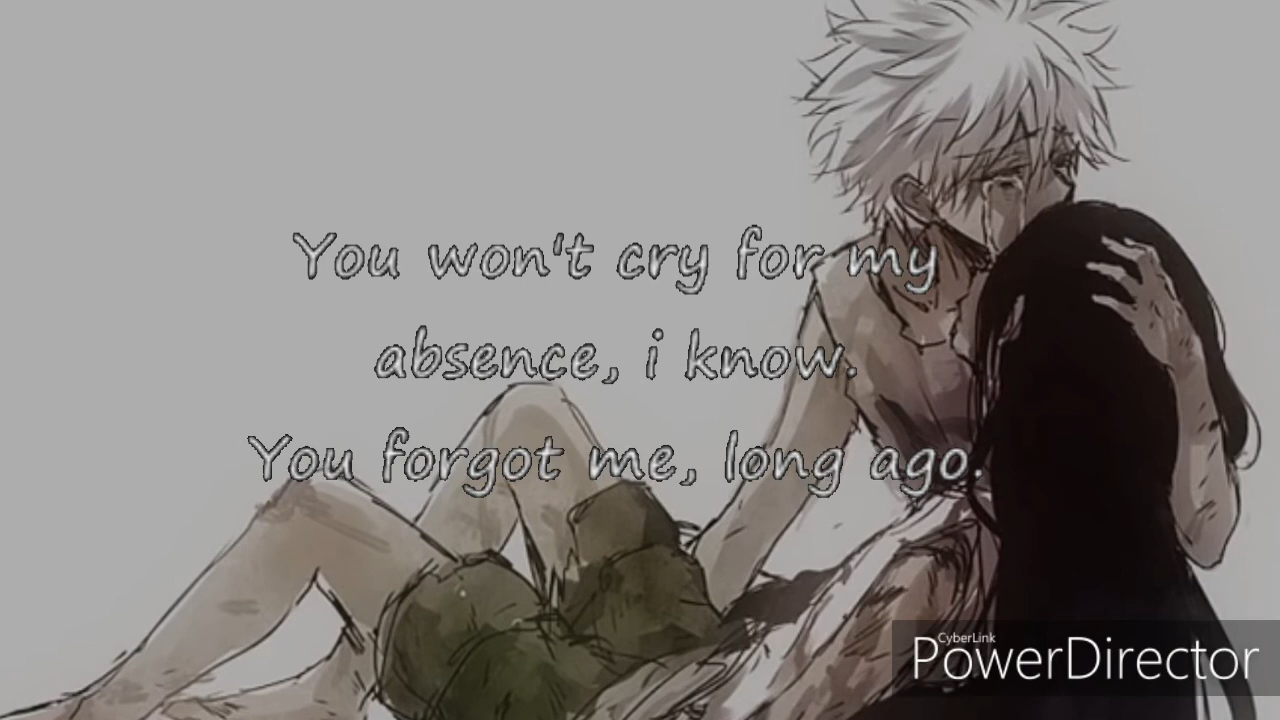 You won't cry for my
absence, i know.
You forgot me, long ago.
CyberLink
PowerDirector